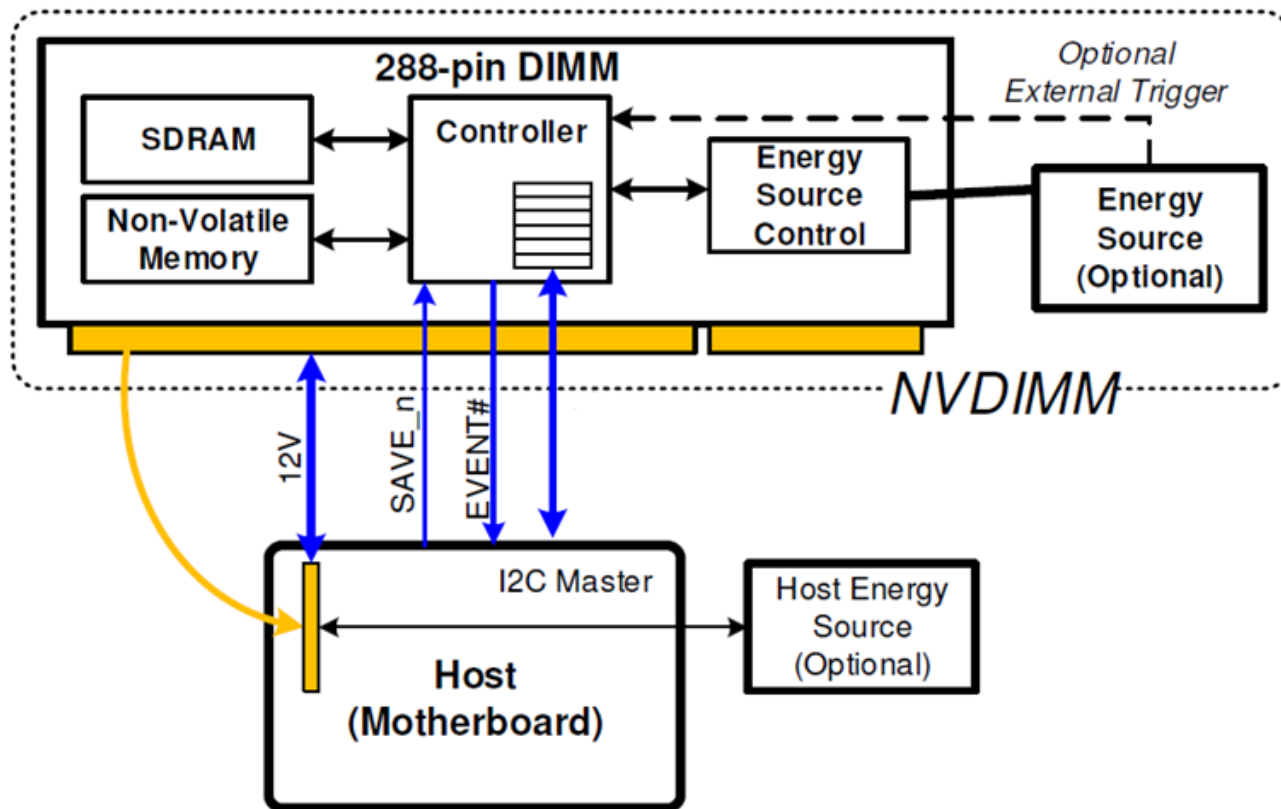 288-pin DIMM
Optional
External Trigger
SDRAM
Controller
Non-Volatile
Memory
Energy
Source
Control
Energy
Source
(Optional)
NVDIMM
12V
SAVE_n
EVENT#
I2C Master
Host
(Motherboard)
Host Energy
Source
(Optional)